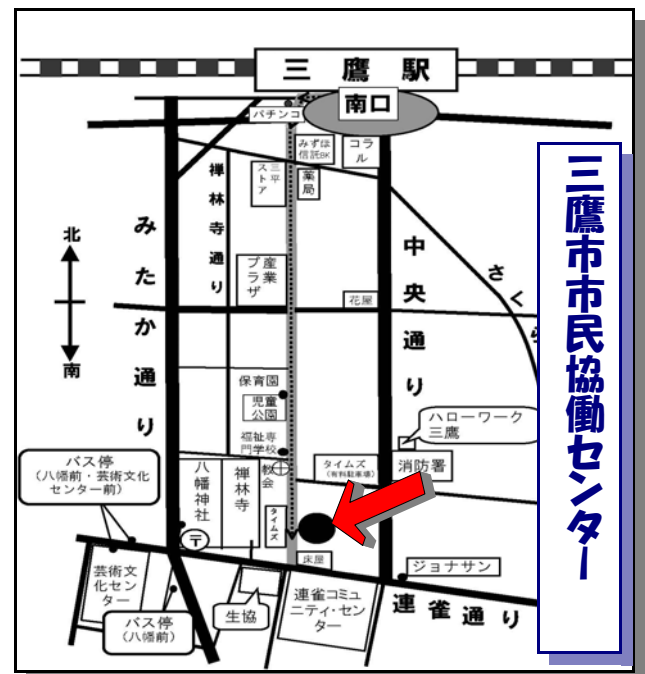 三鷹駅
南口
パチンコ
みずほ
信託BK
コラル
三平
ストア
薬局
禅林寺通り
みたか通り
北
南
産業
プラザ
中央通り
さくら
花屋
保育園
児童
公園
福祉専
門学校
教会
ハローワーク
三鷹
消防署
タイムズ
(有料駐車場)
バス停
(八幡前・芸術文化
センター前)
八幡神社
禅林寺
タイムズ
〒
床屋
ジョナサン
芸術文
化セン
ター
バス停
(八幡前)
生協
連雀コミュ
ニティ・セン
ター
連雀通り
三鷹市市民協働センター